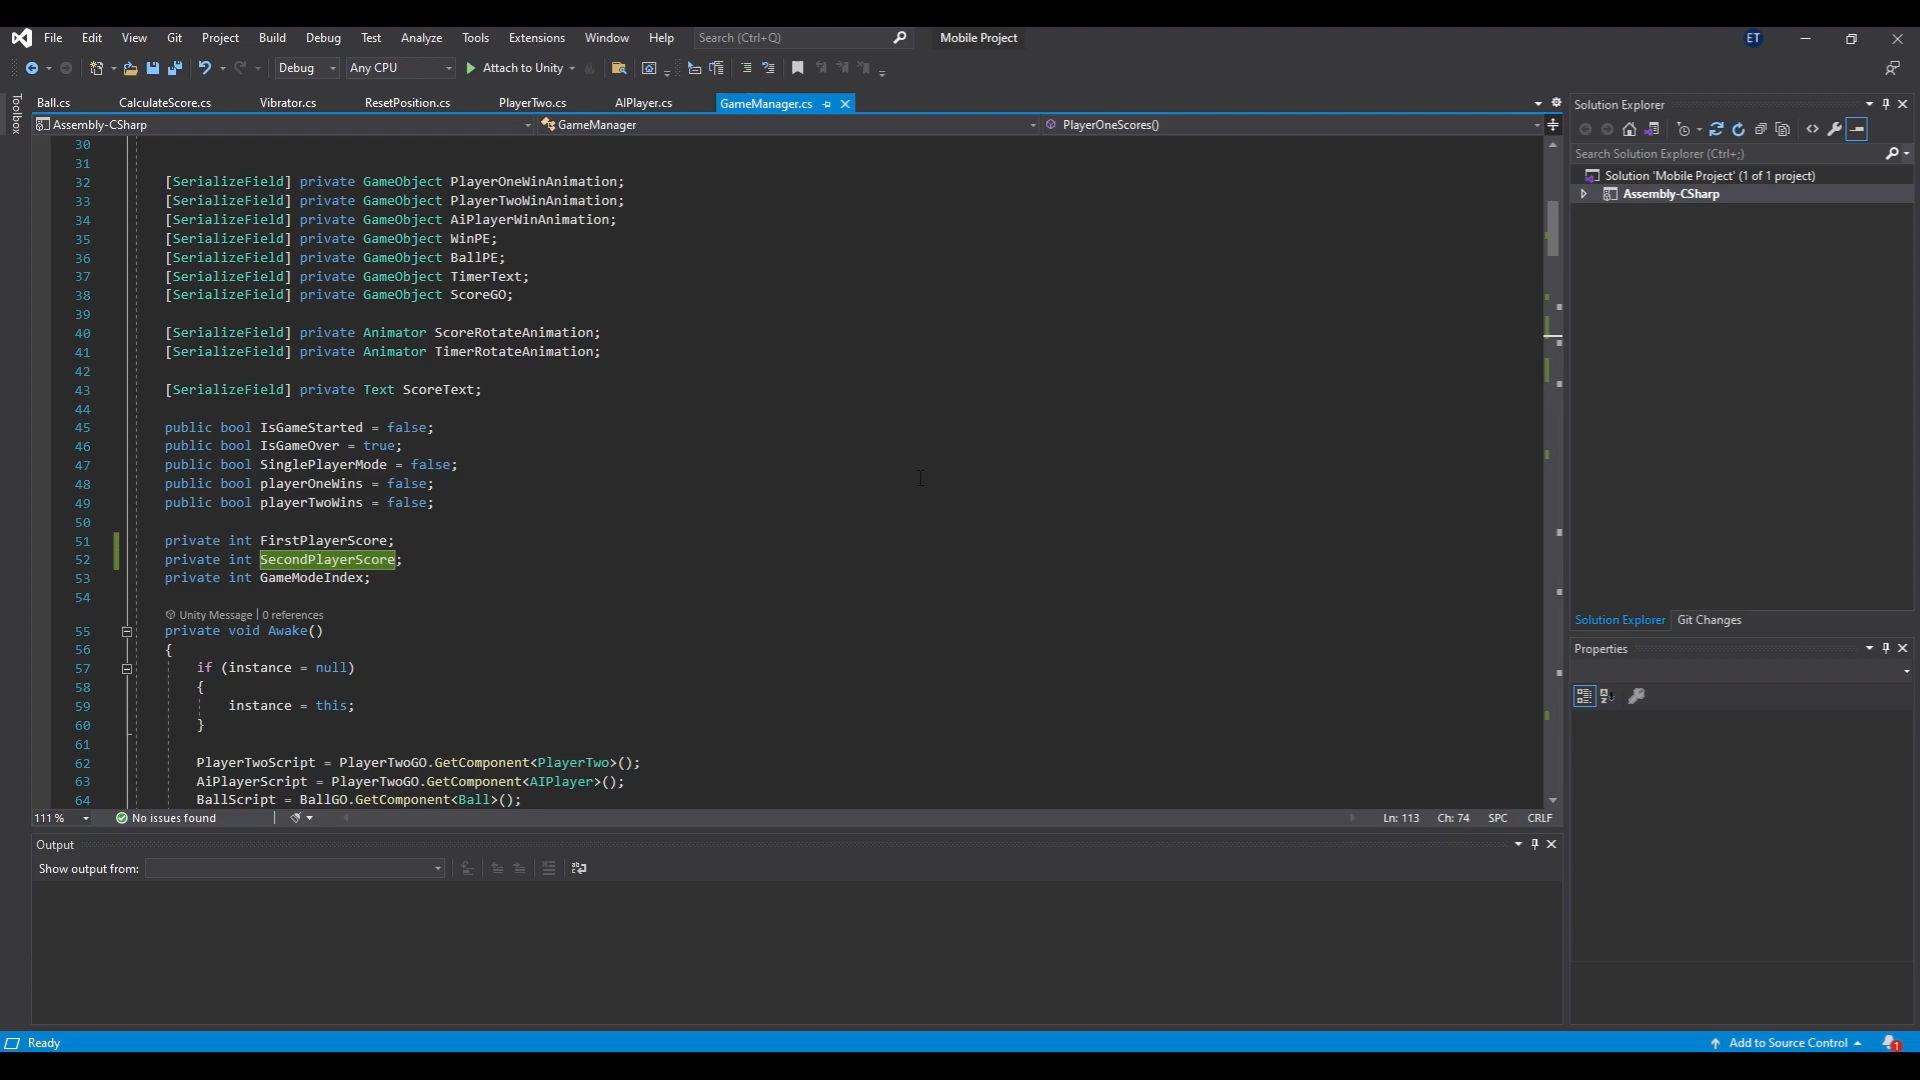 File Edit View Git Project Build Debug Test Analyze Tools Extensions Window Help Search (Ctrl+Q) Mobile Project ET
Debug Any CPU Attach to Unity
Toolbox
Ball.cs CalculateScore.cs Vibrator.cs ResetPosition.cs PlayerTwo.cs AIPlayer.cs GameManager.cs
Assembly-CSharp GameManager PlayerOneScores()
30
31
32 [SerializeField] private GameObject PlayerOneWinAnimation;
33 [SerializeField] private GameObject PlayerTwoWinAnimation;
34 [SerializeField] private GameObject AiPlayerWinAnimation;
35 [SerializeField] private GameObject WinPE;
36 [SerializeField] private GameObject BallPE;
37 [SerializeField] private GameObject TimerText;
38 [SerializeField] private GameObject ScoreGO;
39
40 [SerializeField] private Animator ScoreRotateAnimation;
41 [SerializeField] private Animator TimerRotateAnimation;
42
43 [SerializeField] private Text ScoreText;
44
45 public bool IsGameStarted = false;
46 public bool IsGameOver = true;
47 public bool SinglePlayerMode = false;
48 public bool playerOneWins = false;
49 public bool playerTwoWins = false;
50
51 private int FirstPlayerScore;
52 private int SecondPlayerScore;
53 private int GameModeIndex;
54
Unity Message | 0 references
55 private void Awake()
56 {
57 if (instance = null)
58 {
59 instance = this;
60 }
61
62 PlayerTwoScript = PlayerTwoGO.GetComponent<PlayerTwo>();
63 AiPlayerScript = PlayerTwoGO.GetComponent<AIPlayer>();
64 BallScript = BallGO.GetComponent<Ball>();
111 % No issues found Ln: 113 Ch: 74 SPC CRLF
Output
Show output from:
Solution Explorer
Search Solution Explorer (Ctrl+;)
Solution 'Mobile Project' (1 of 1 project)
Assembly-CSharp
Solution Explorer Git Changes
Properties
Ready Add to Source Control 1